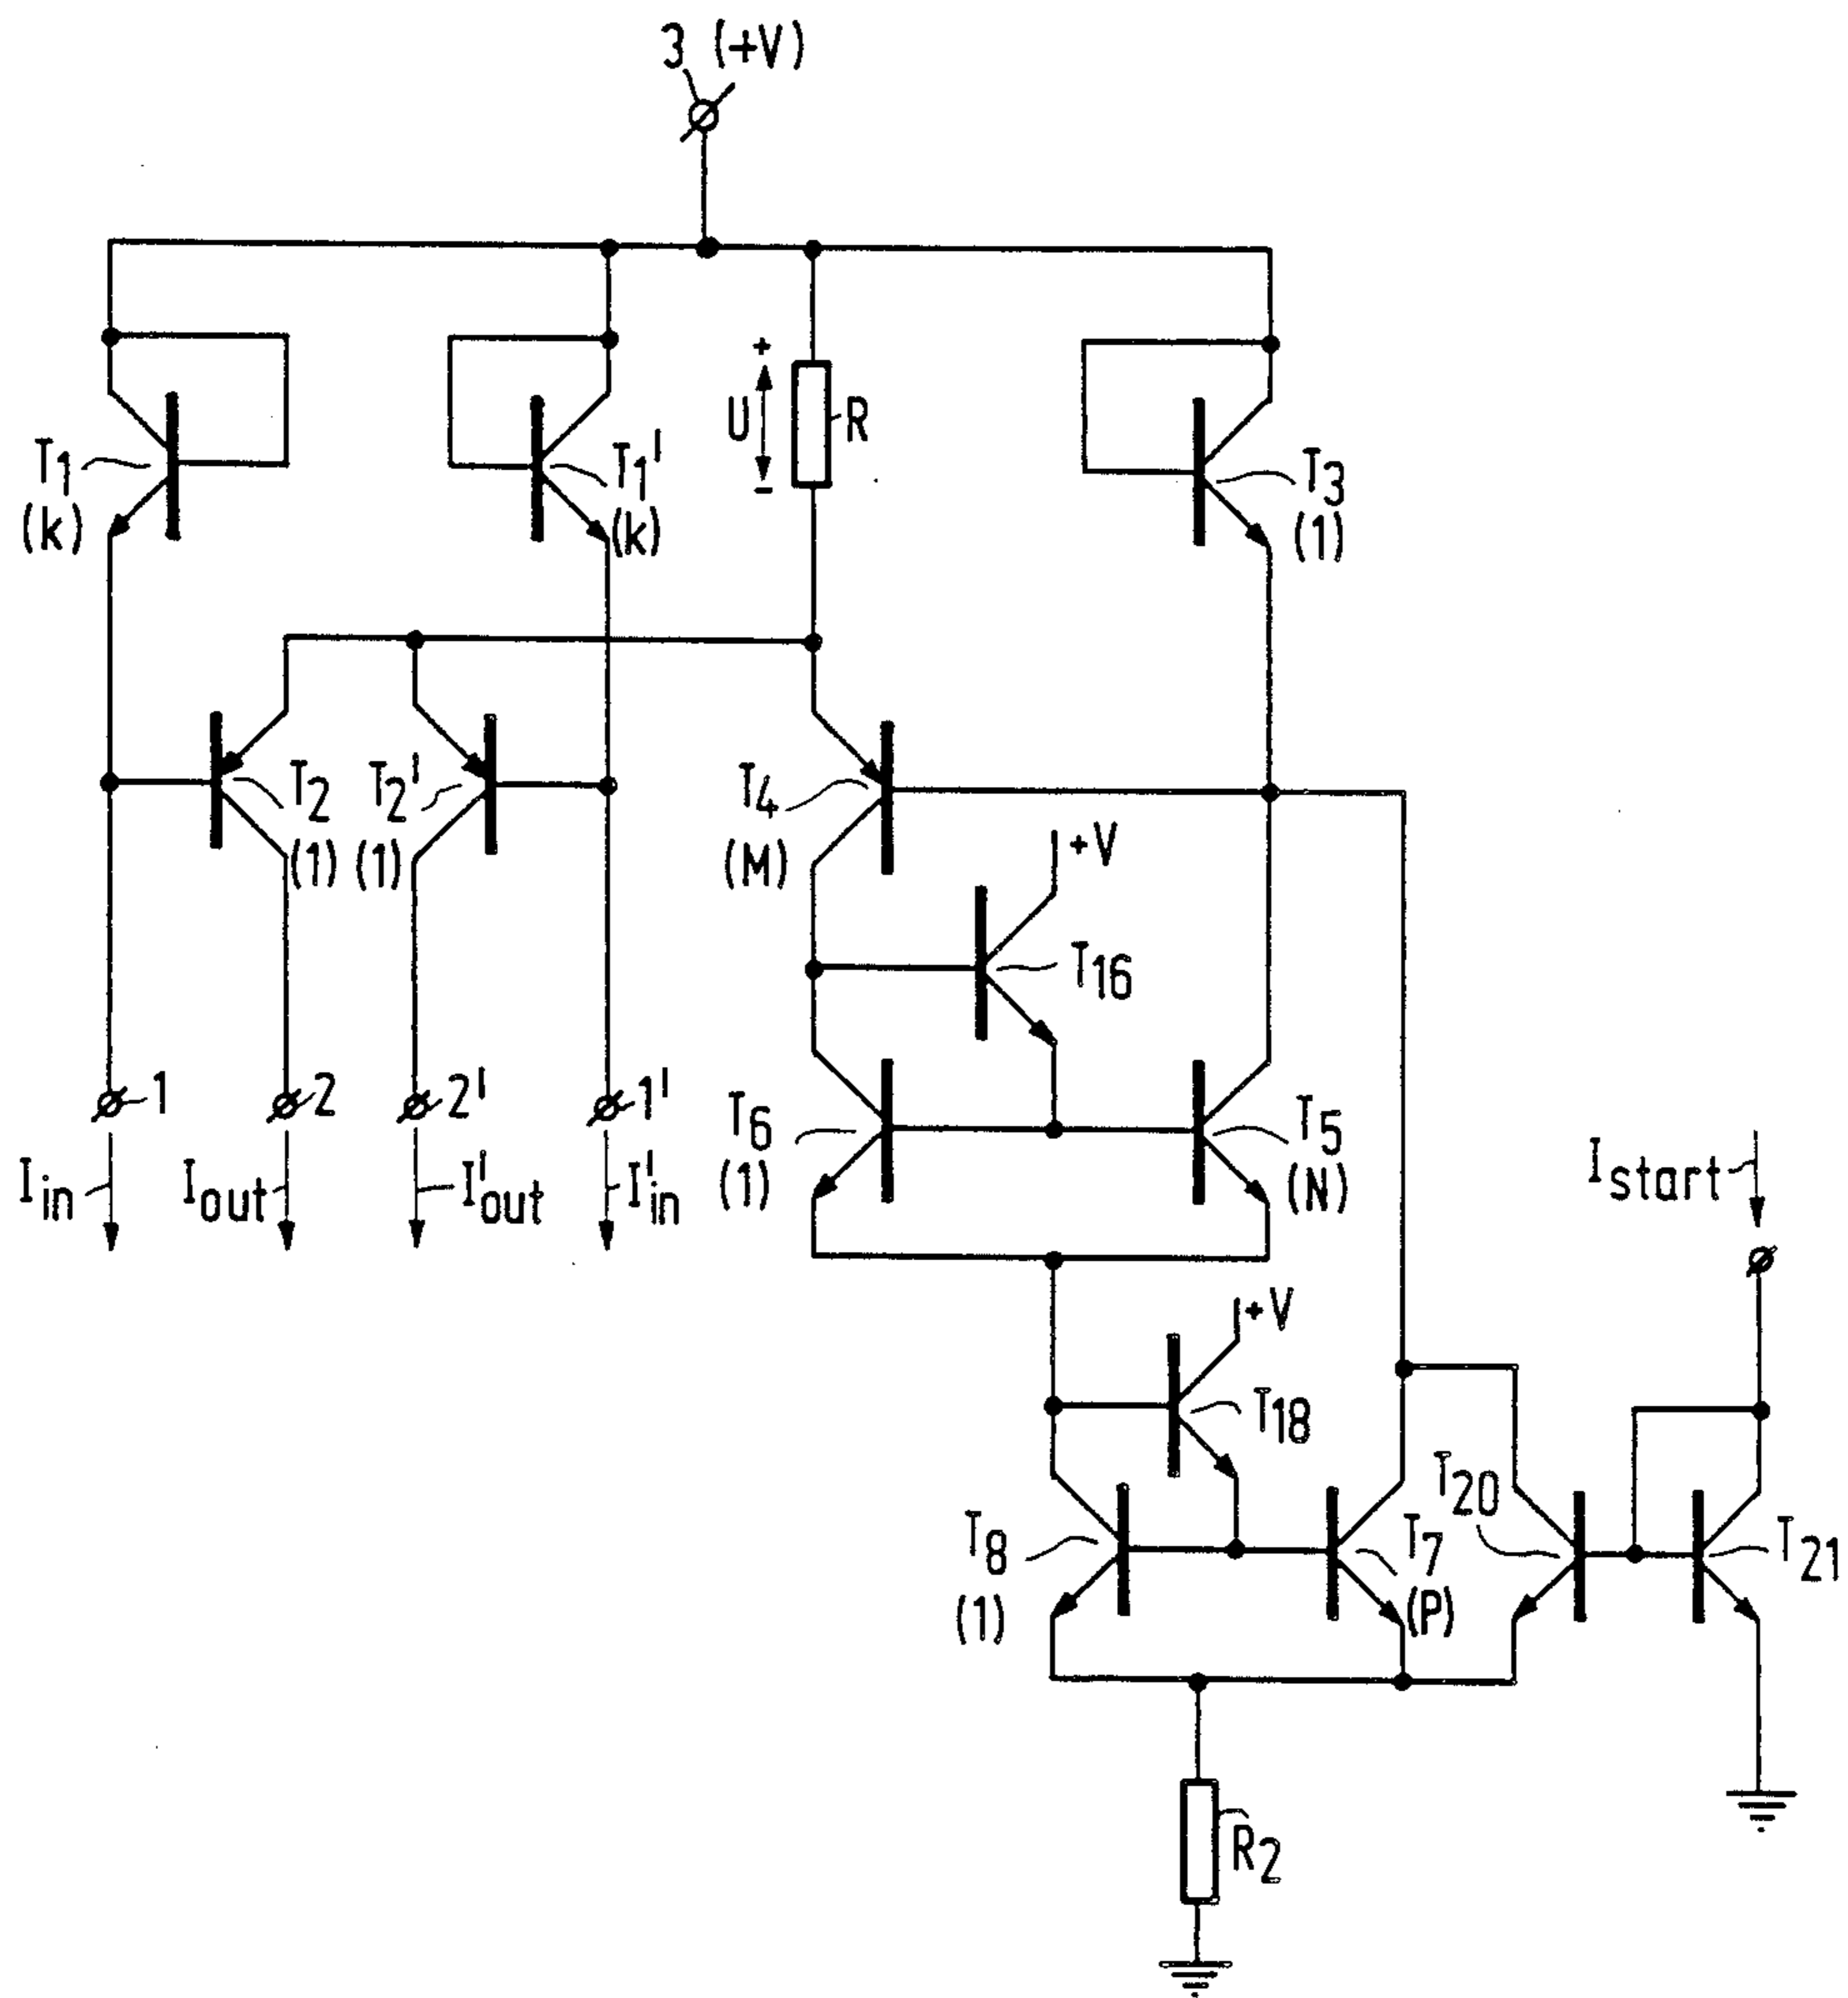 3 (+V)
T1
(k)
T1'
(k)
+
U
-
R
T3
(1)
T2
(1)
T2'
(1)
T4
(M)
+V
T16
1
2
2'
1'
Iin
Iout
I'out
I'in
T6
(1)
T5
(N)
Istart
+V
T18
T8
(1)
T7
(P)
T20
T21
R2